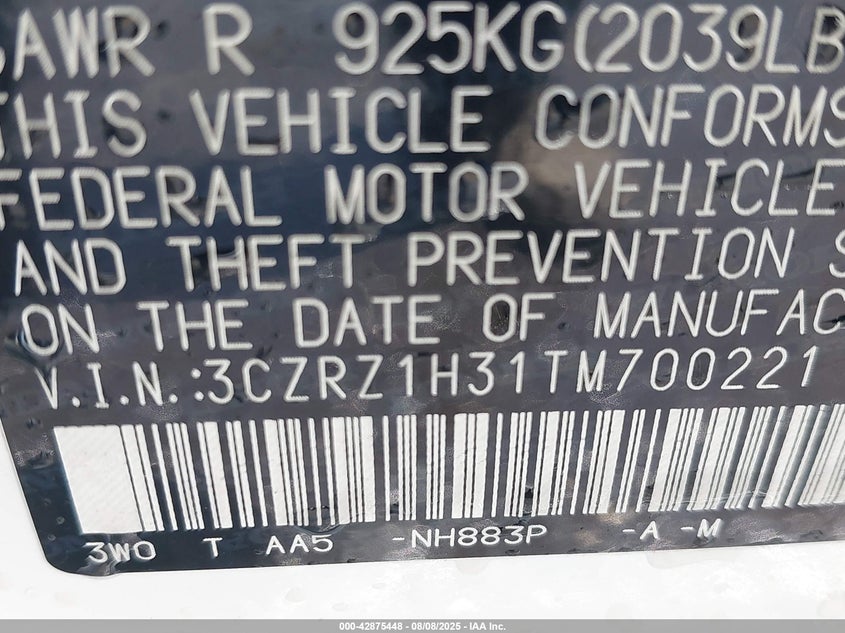 GAWR R 925KG(2039LB
THIS VEHICLE CONFORMS
FEDERAL MOTOR VEHICLE
AND THEFT PREVENTION S
ON THE DATE OF MANUFAC
V.I.N.:3CZRZ1H31TM700221
3WO T AA5 -NH883P -A -M
000-42875448 - 08/08/2025 - IAA Inc.